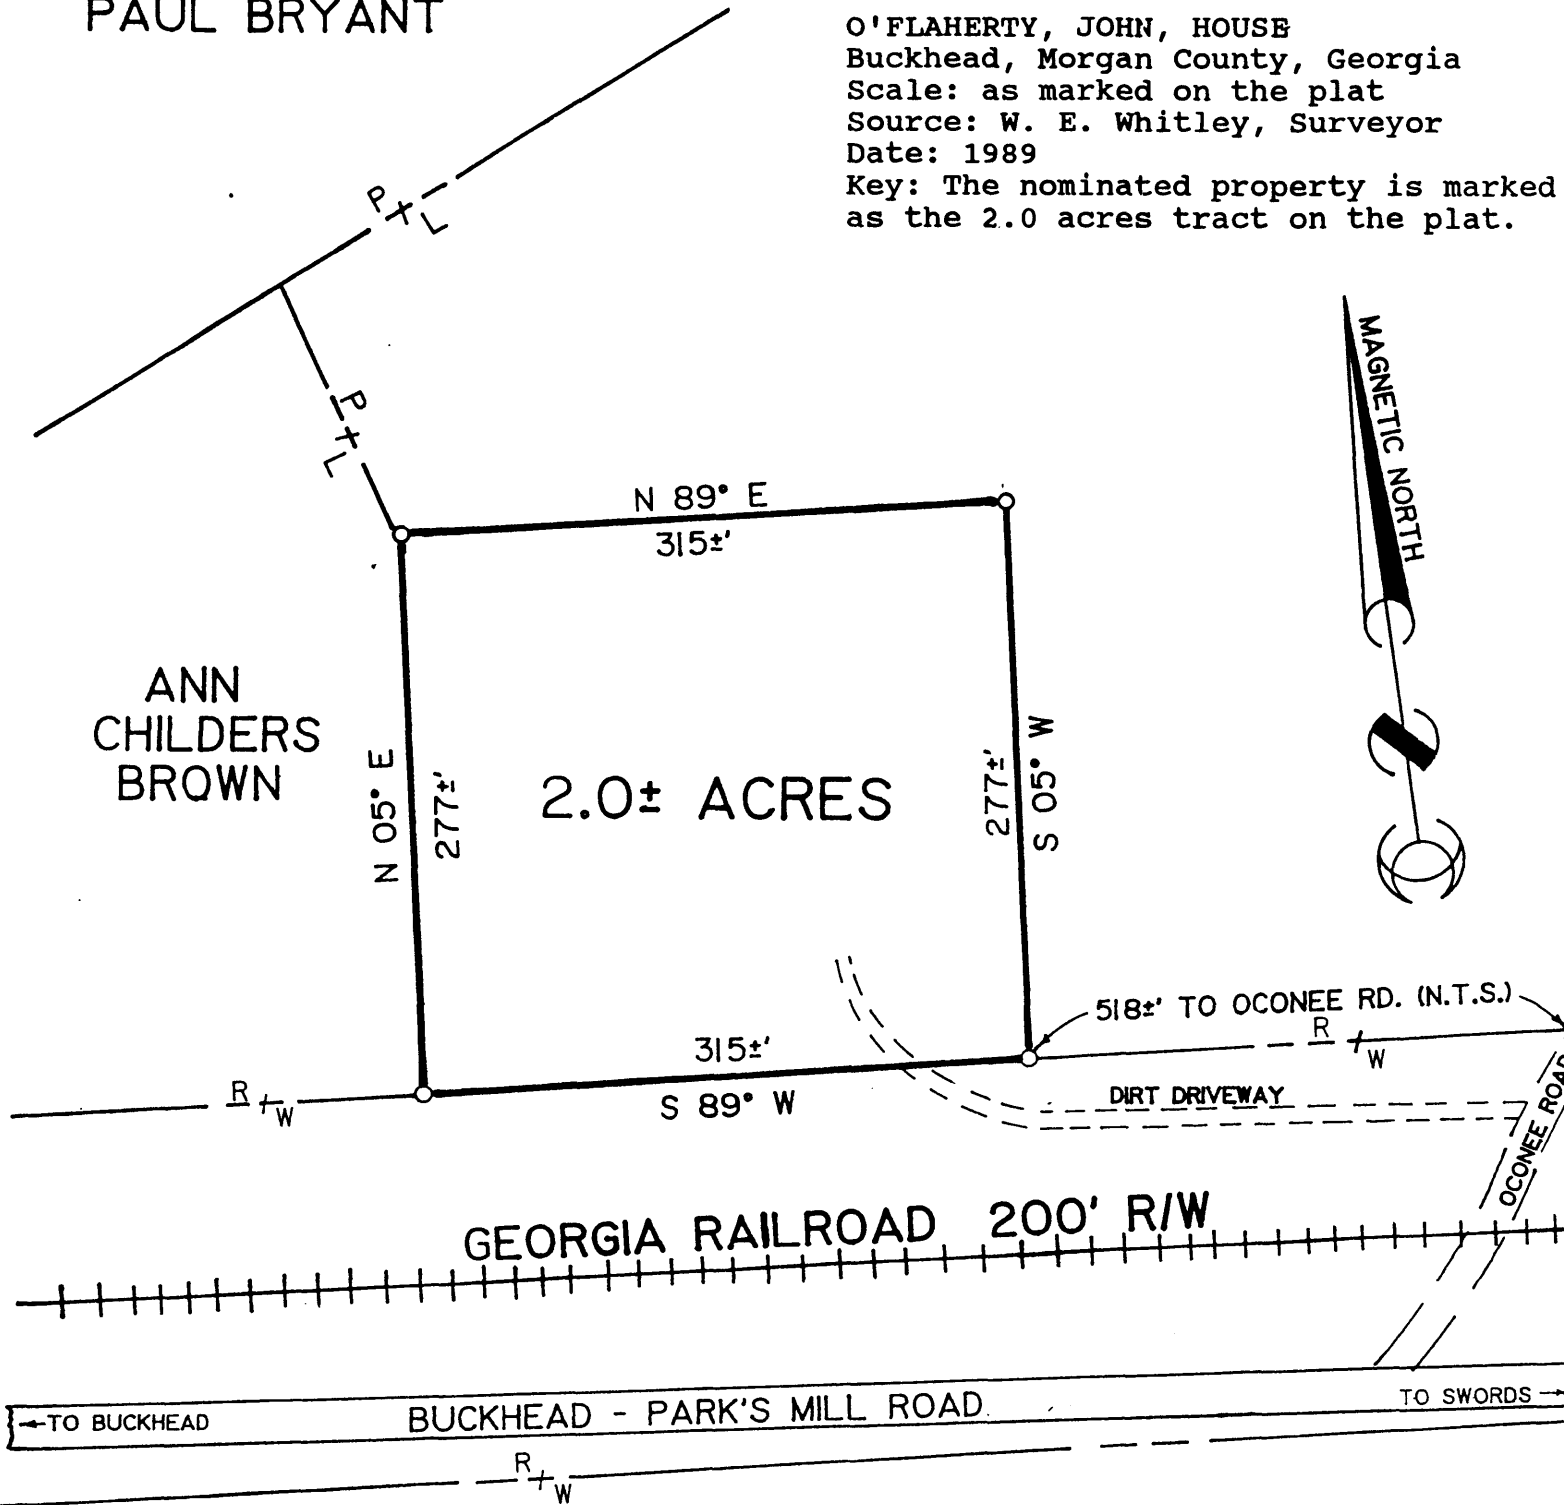 PAUL BRYANT
O'FLAHERTY, JOHN, HOUSE
Buckhead, Morgan County, Georgia
Scale: as marked on the plat
Source: W. E. Whitley, Surveyor
Date: 1989
Key: The nominated property is marked
as the 2.0 acres tract on the plat.
P L
P L
MAGNETIC NORTH
N 89° E
315±'
ANN
CHILDERS
BROWN
N 05° E
277±'
2.0± ACRES
277±'
S 05° W
518±' TO OCONEE RD. (N.T.S.)
R/W
315±'
S 89° W
R/W
DIRT DRIVEWAY
OCONEE ROAD
GEORGIA RAILROAD 200' R/W
←TO BUCKHEAD
BUCKHEAD - PARK'S MILL ROAD
TO SWORDS→
R/W